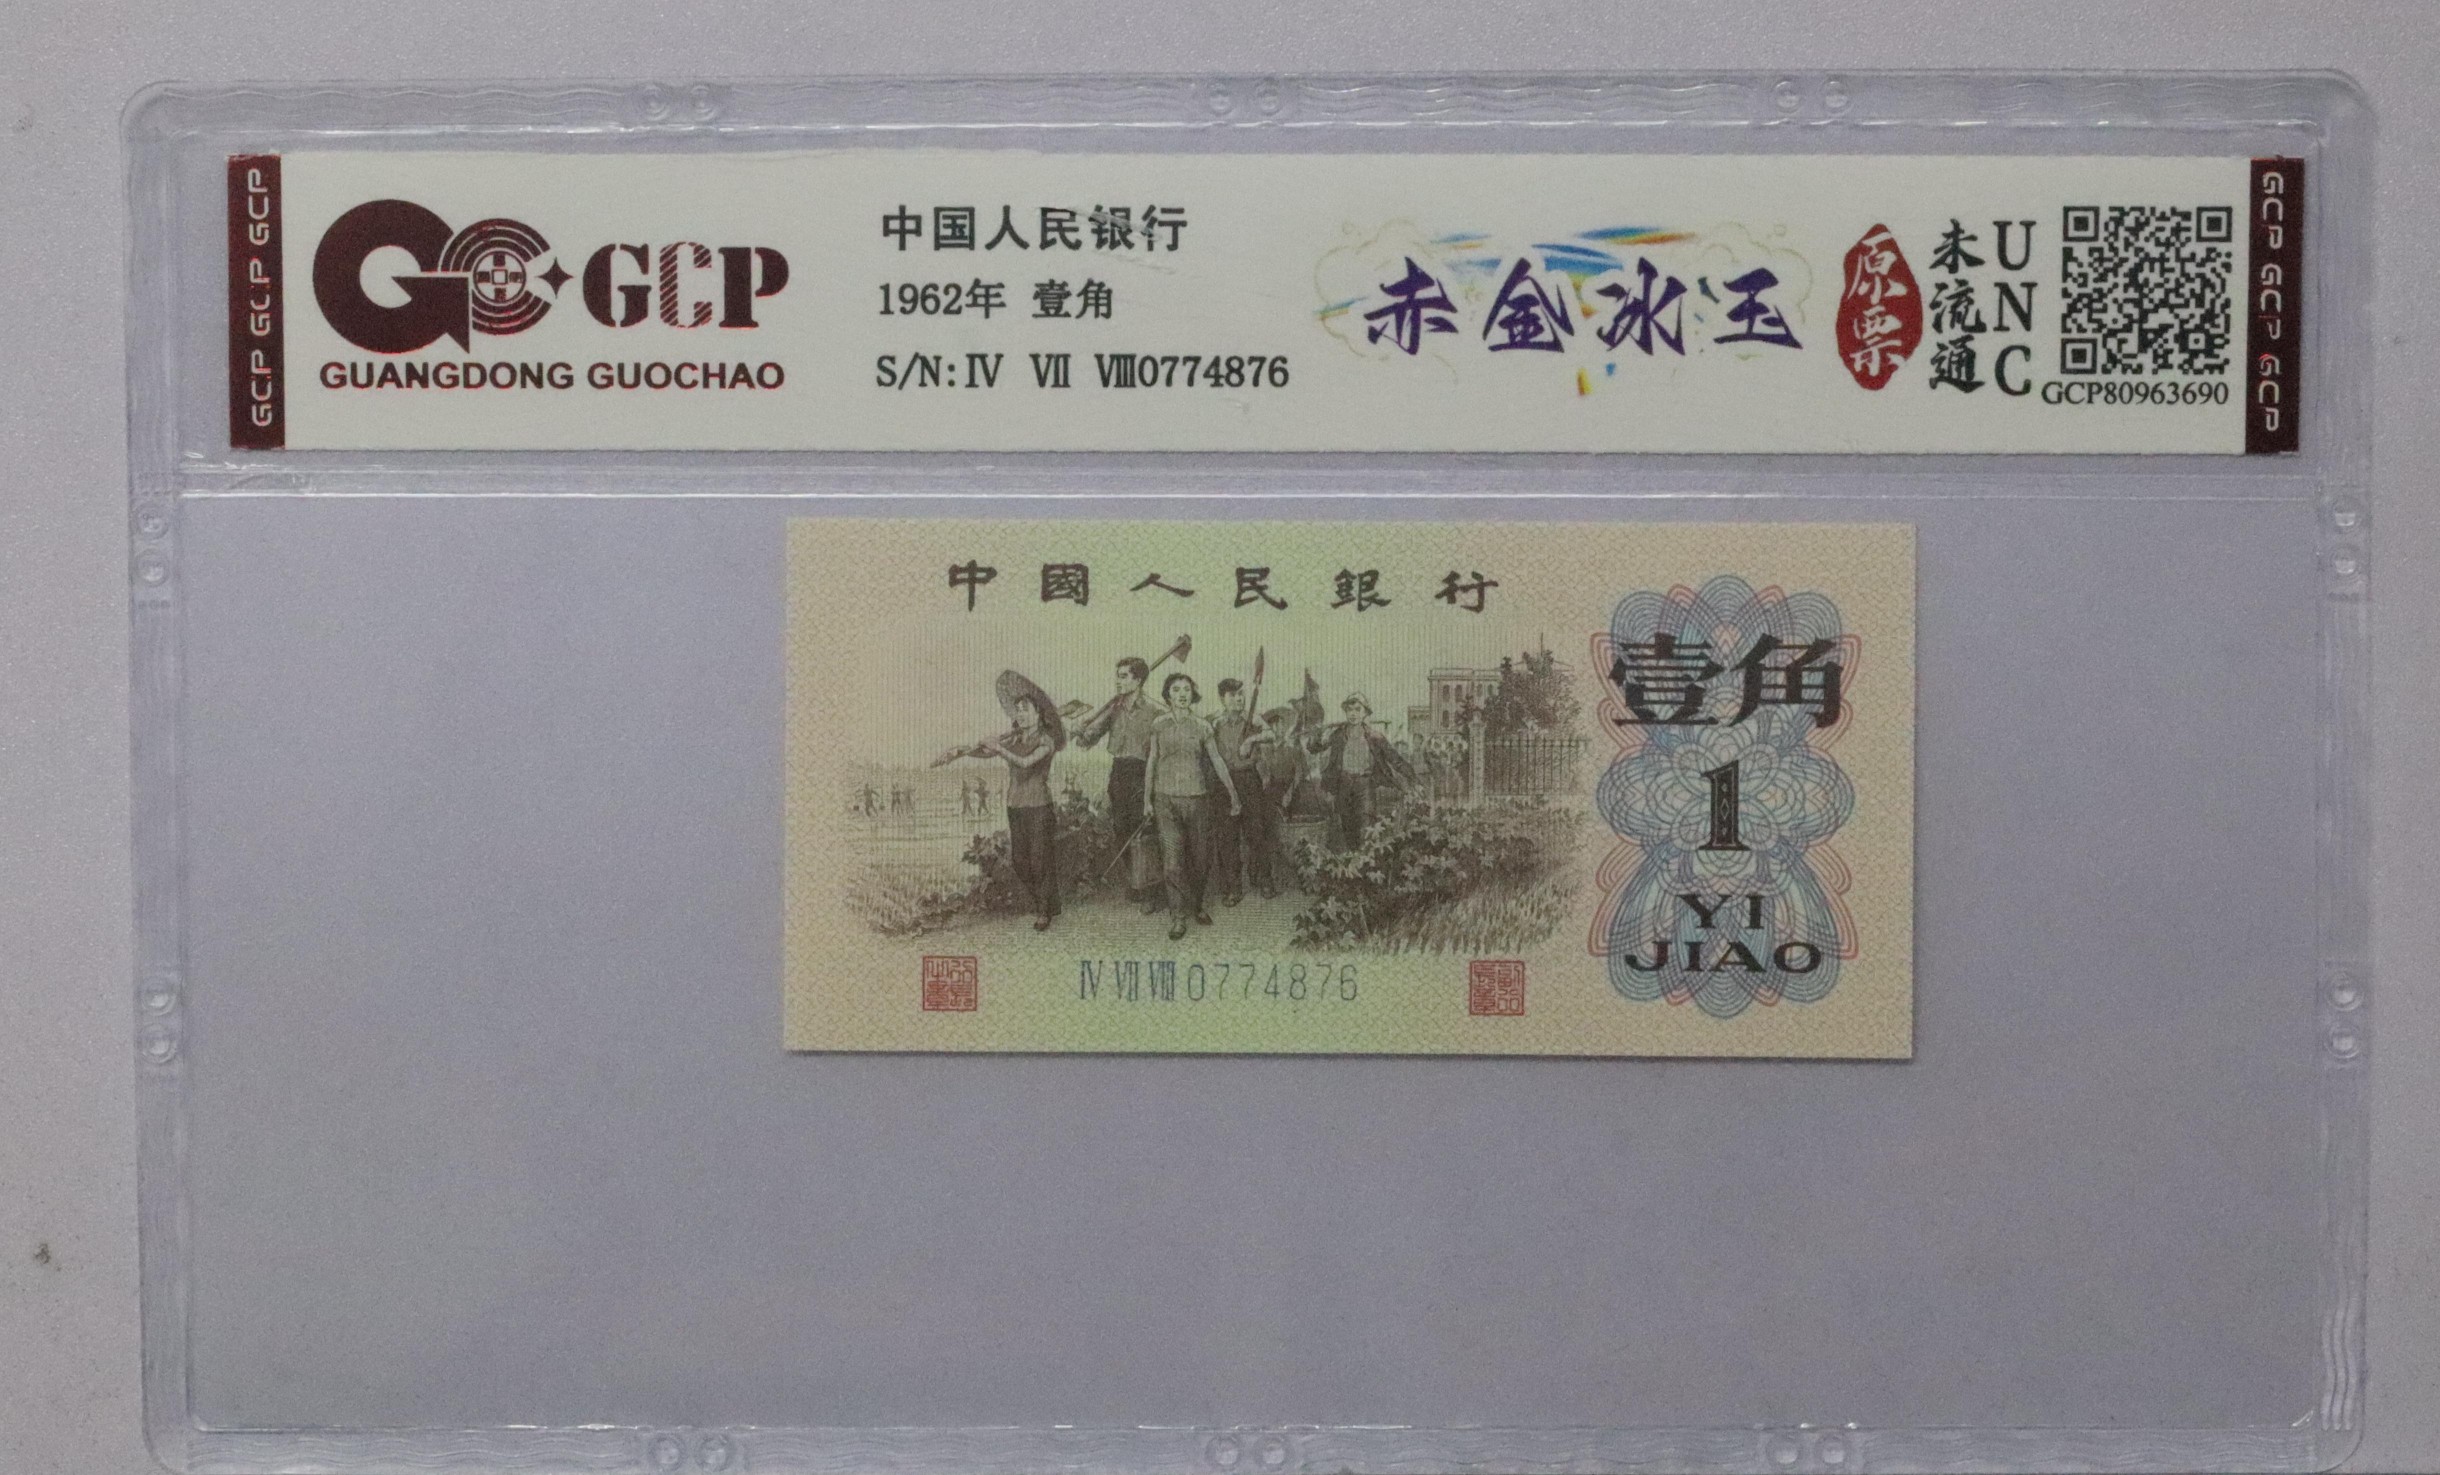 GCP GCP GCP
GCP
GUANGDONG GUOCHAO
中国人民银行
1962年 壹角
S/N:Ⅳ Ⅶ Ⅷ0774876
赤金冰玉
原票
未流通
UNC
GCP80963690
GCP GCP GCP
中國人民銀行
壹角
1
YI
JIAO
Ⅳ Ⅶ Ⅷ 0774876